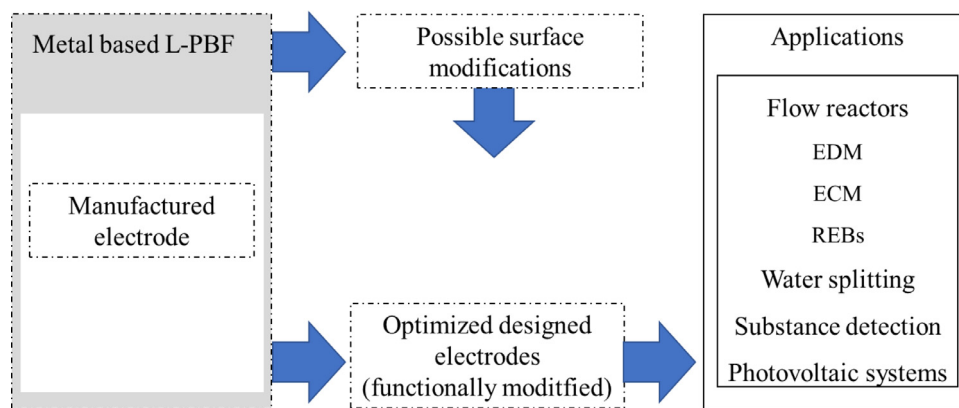 Metal based L-PBF
Manufactured
electrode
Possible surface
modifications
Optimized designed
electrodes
(functionally moditfied)
Applications
Flow reactors
EDM
ECM
REBs
Water splitting
Substance detection
Photovoltaic systems